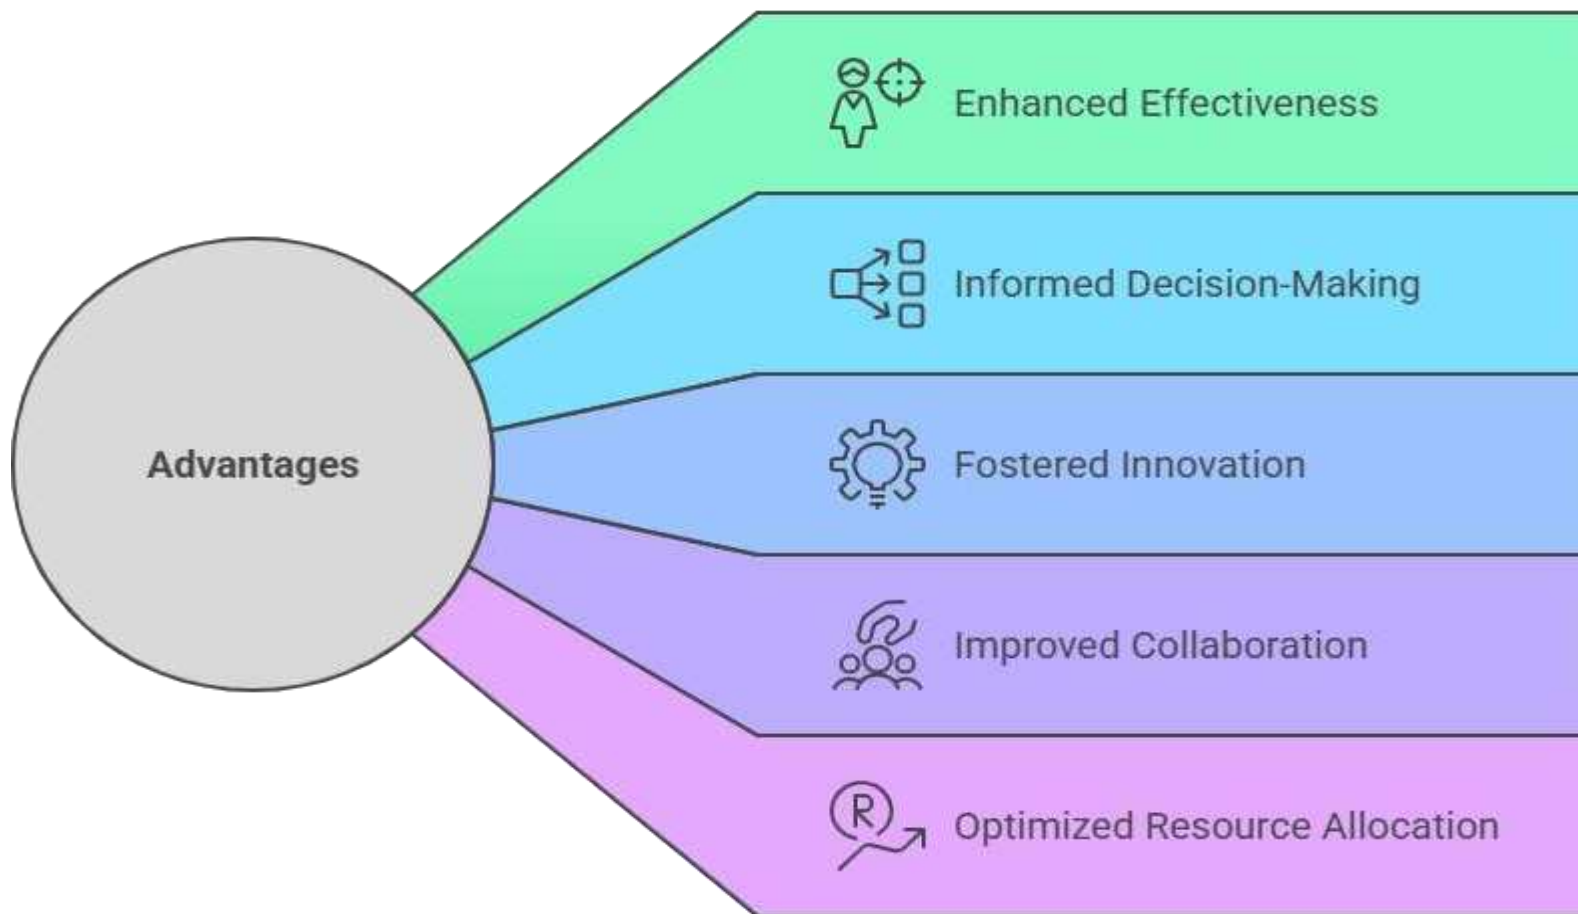 Advantages
Enhanced Effectiveness
Informed Decision-Making
Fostered Innovation
Improved Collaboration
R
Optimized Resource Allocation